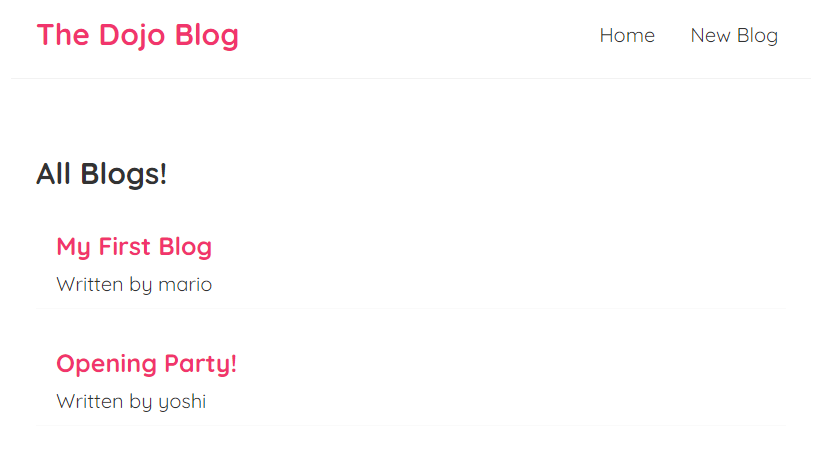 The Dojo Blog
Home New Blog
All Blogs!
My First Blog
Written by mario
Opening Party!
Written by yoshi